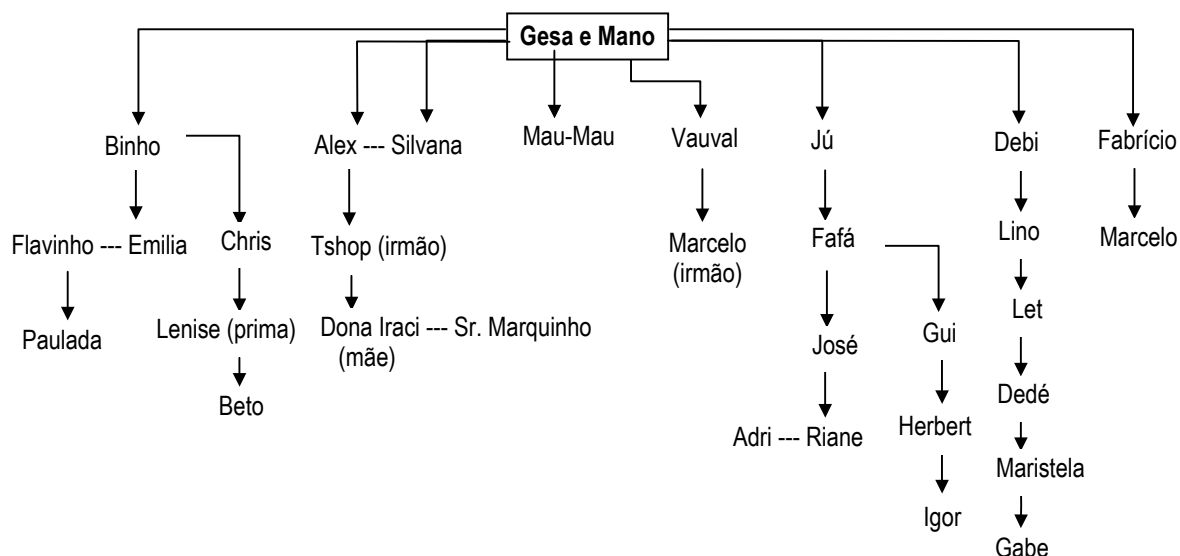 Gesa e Mano
Binho
Alex --- Silvana
Mau-Mau
Vauval
Jú
Debi
Fabrício
Flavinho --- Emilia
Chris
Tshop (irmão)
Marcelo
(irmão)
Fafá
Lino
Marcelo
Paulada
Lenise (prima)
Dona Iraci --- Sr. Marquinho
(mãe)
José
Gui
Let
Beto
Adri --- Riane
Herbert
Dedé
Igor
Maristela
Gabe